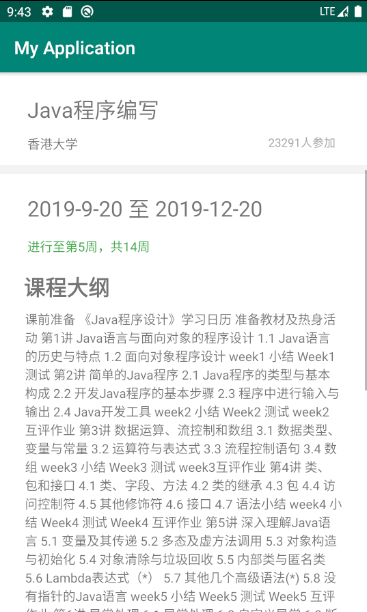 9:43
LTE
My Application
Java程序编写
香港大学
23291人参加
2019-9-20 至 2019-12-20
进行至第5周，共14周
课程大纲
课前准备 《Java程序设计》学习日历 准备教材及热身活
动 第1讲 Java语言与面向对象的程序设计 1.1 Java语言
的历史与特点 1.2 面向对象程序设计 week1 小结 Week1
测试 第2讲 简单的Java程序 2.1 Java程序的类型与基本
构成 2.2 开发Java程序的基本步骤 2.3 程序中进行输入与
输出 2.4 Java开发工具 week2 小结 Week2 测试 week2
互评作业 第3讲 数据运算、流控制和数组 3.1 数据类型、
变量与常量 3.2 运算符与表达式 3.3 流程控制语句 3.4 数
组 week3 小结 Week3 测试 week3互评作业 第4讲 类、
包和接口 4.1 类、字段、方法 4.2 类的继承 4.3 包 4.4 访
问控制符 4.5 其他修饰符 4.6 接口 4.7 语法小结 week4 小
结 Week4 测试 Week4 互评作业 第5讲 深入理解Java语
言 5.1 变量及其传递 5.2 多态及虚方法调用 5.3 对象构造
与初始化 5.4 对象清除与垃圾回收 5.5 内部类与匿名类
5.6 Lambda表达式（*） 5.7 其他几个高级语法(*) 5.8 没
有指针的Java语言 week5 小结 Week5 测试 Week5 互评